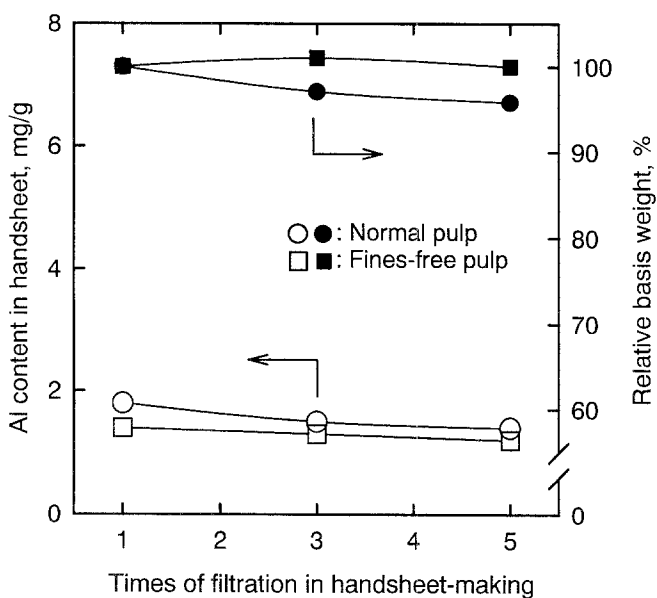 8
6
4
2
0
Al content in handsheet, mg/g
100
90
80
70
60
0
Relative basis weight, %
: Normal pulp
: Fines-free pulp
1 2 3 4 5
Times of filtration in handsheet-making